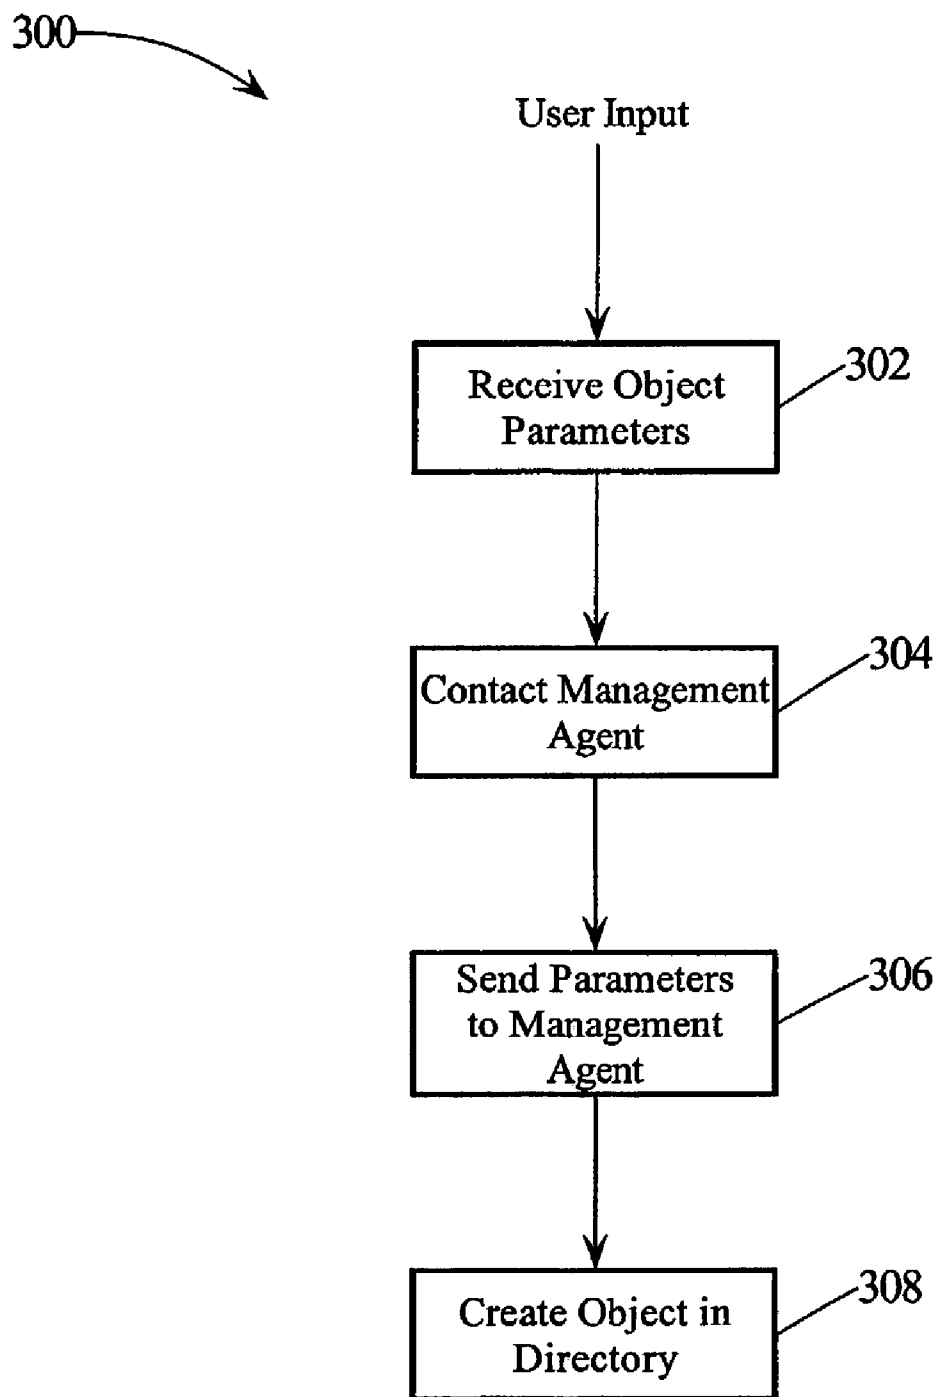 300
User Input
Receive Object
Parameters
302
Contact Management
Agent
304
Send Parameters
to Management
Agent
306
Create Object in
Directory
308